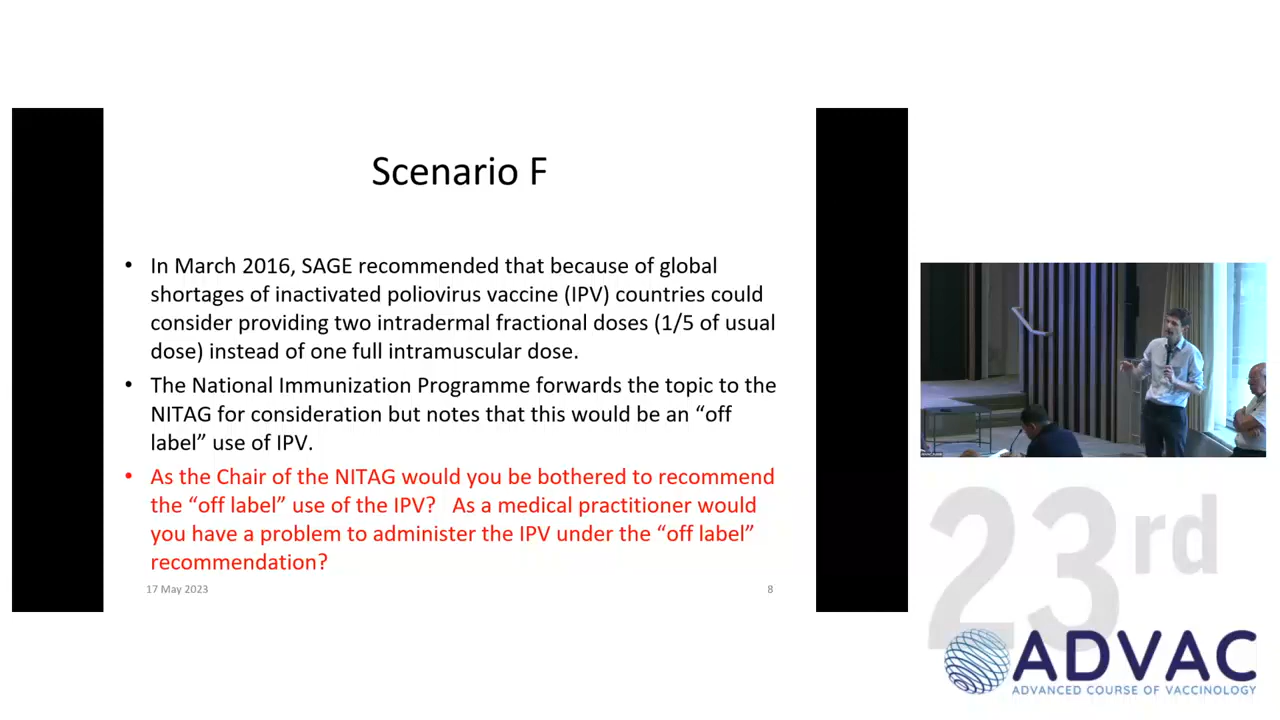 Scenario F
• In March 2016, SAGE recommended that because of global
shortages of inactivated poliovirus vaccine (IPV) countries could
consider providing two intradermal fractional doses (1/5 of usual
dose) instead of one full intramuscular dose.
• The National Immunization Programme forwards the topic to the
NITAG for consideration but notes that this would be an “off
label” use of IPV.
• As the Chair of the NITAG would you be bothered to recommend
the “off label” use of the IPV?   As a medical practitioner would
you have a problem to administer the IPV under the “off label”
recommendation?
17 May 2023
8
23rd
ADVAC
ADVANCED COURSE OF VACCINOLOGY